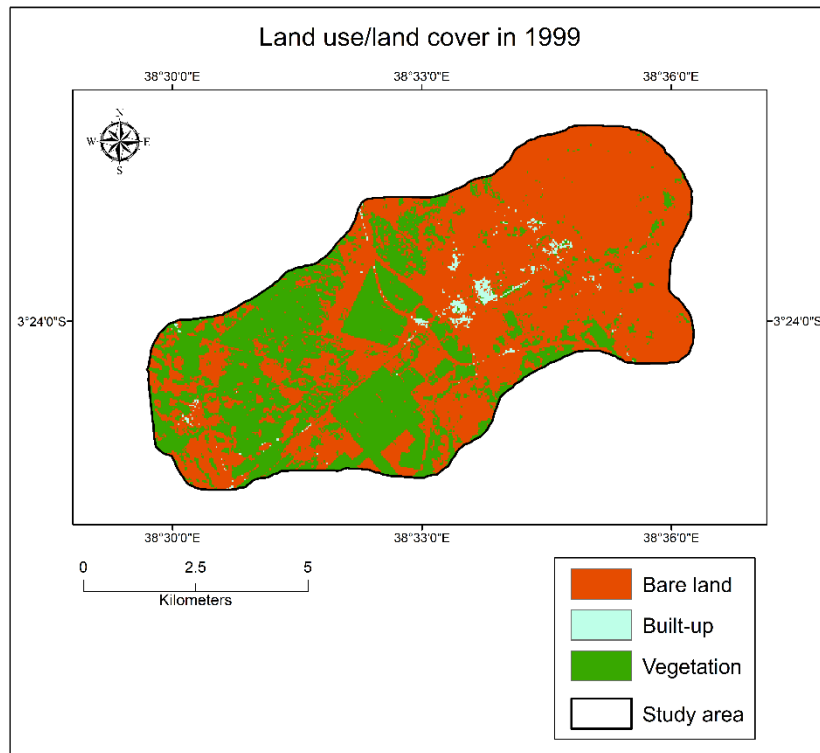 Land use/land cover in 1999
38°30'0"E 38°33'0"E 38°36'0"E
N
W E
S
3°24'0"S 3°24'0"S
38°30'0"E 38°33'0"E 38°36'0"E
0 2.5 5
Kilometers
Bare land
Built-up
Vegetation
Study area